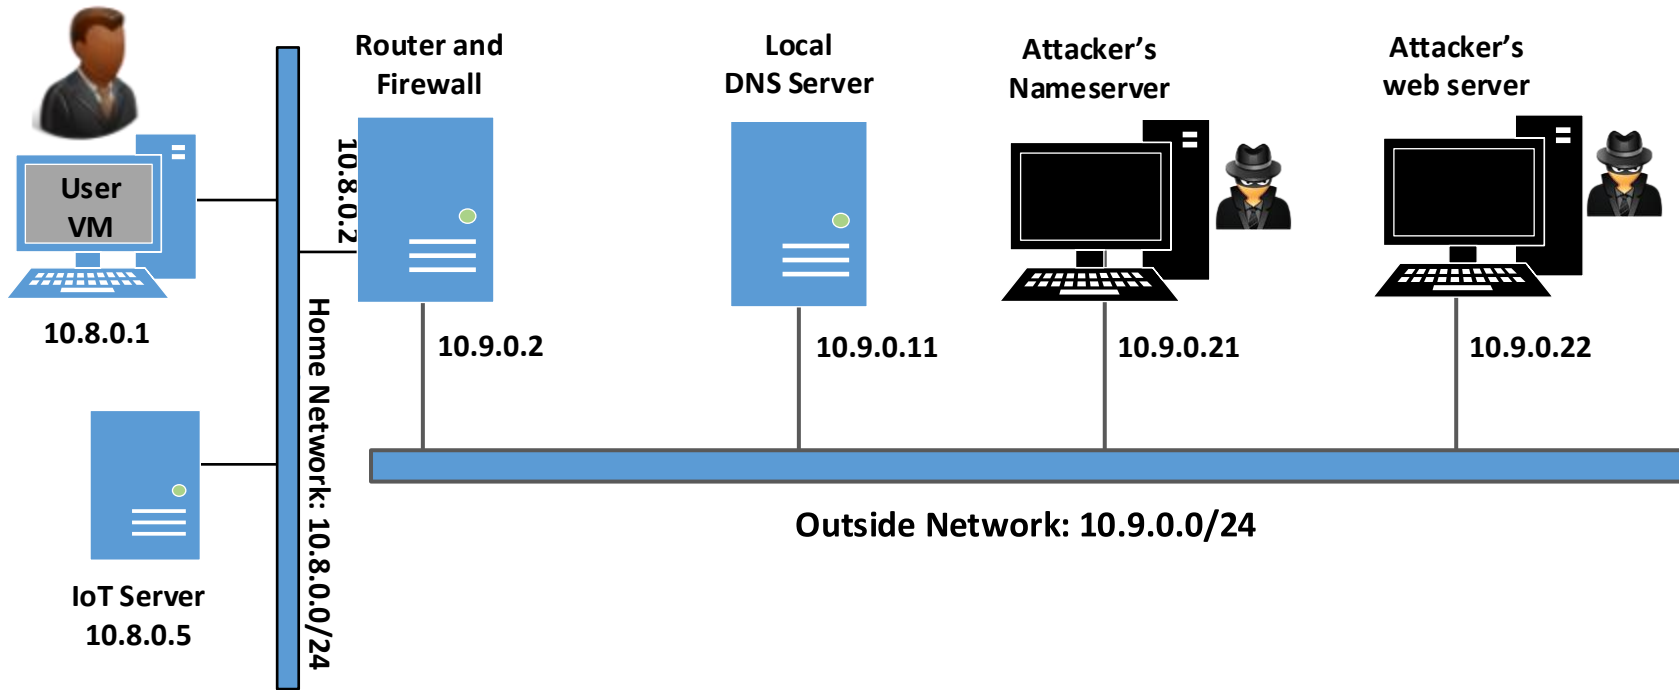 Router and
Firewall
Local
DNS Server
Attacker's
Nameserver
Attacker's
web server
User
VM
10.8.0.1
10.8.0.2
10.9.0.2
10.9.0.11
10.9.0.21
10.9.0.22
Home Network: 10.8.0.0/24
Outside Network: 10.9.0.0/24
IoT Server
10.8.0.5